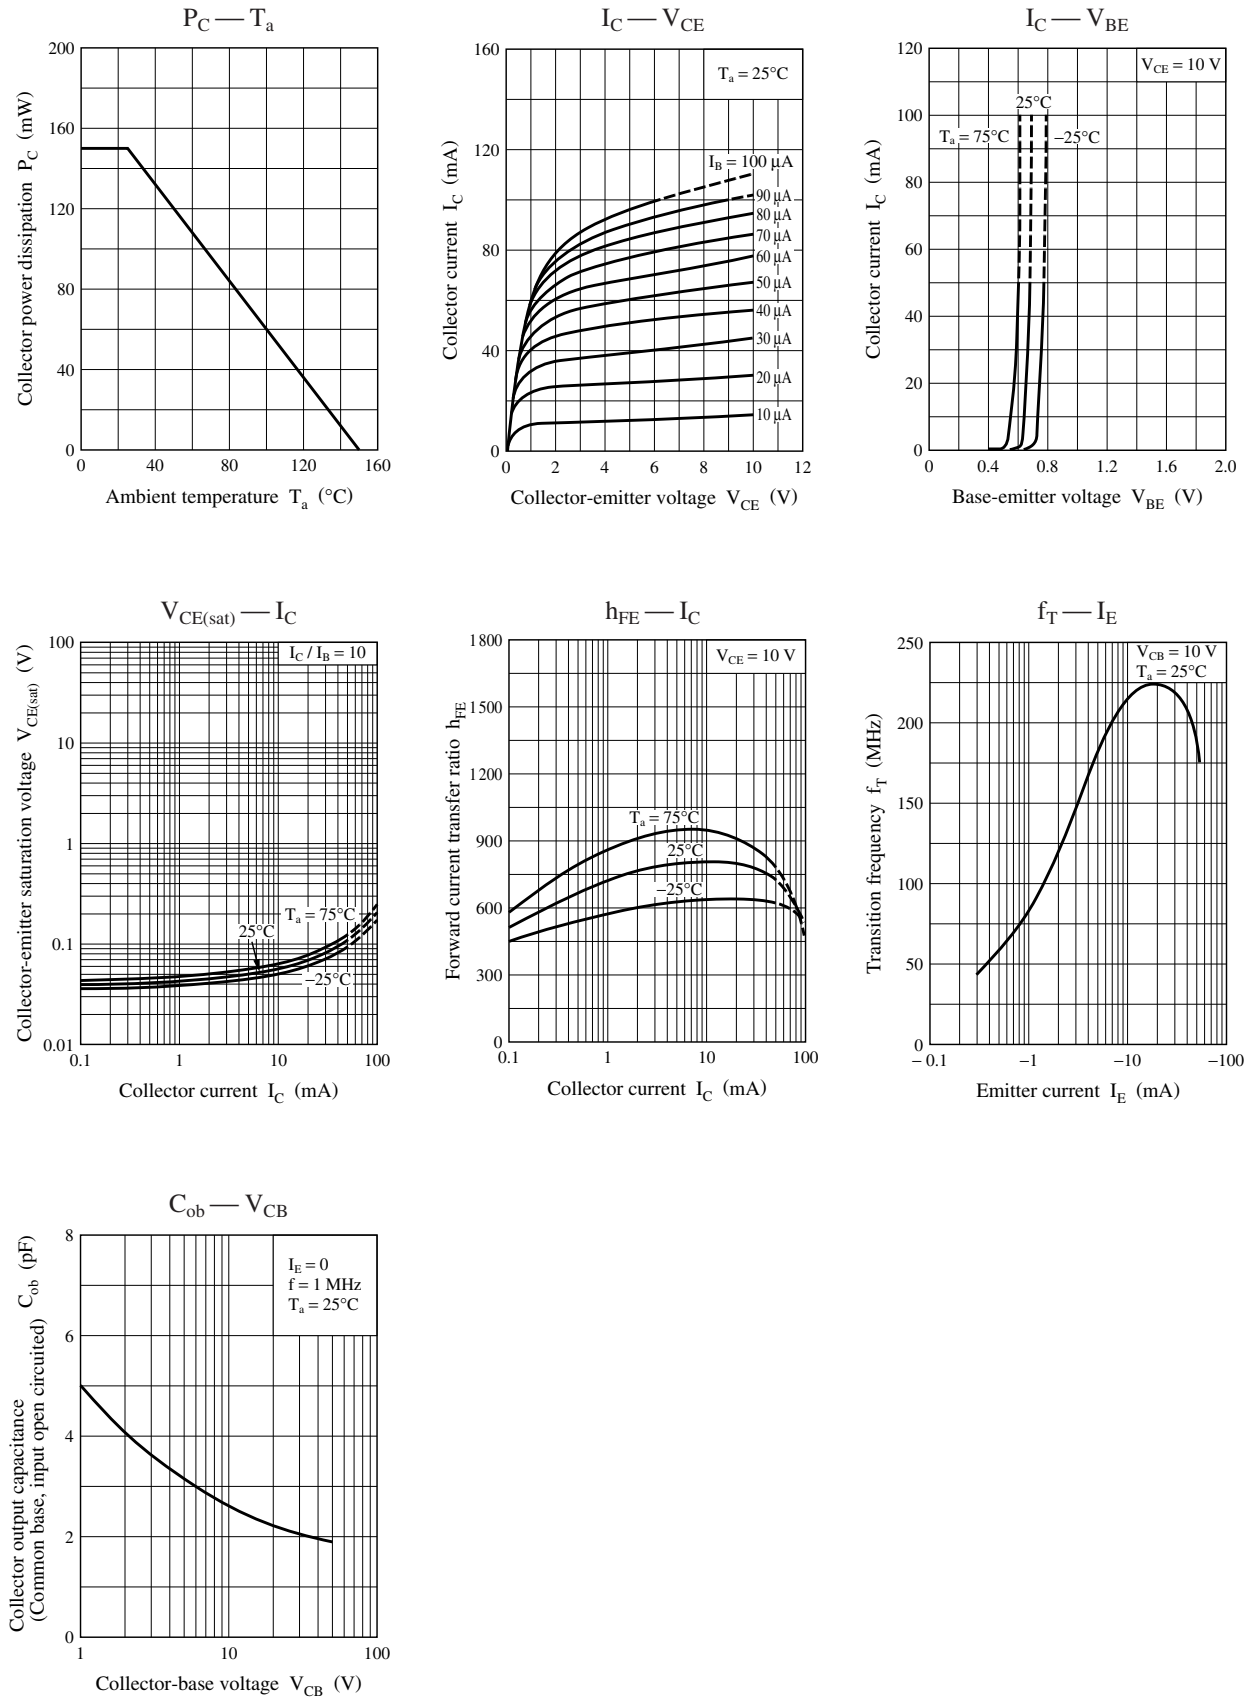 P_C — T_a
200
160
120
80
40
0
0 40 80 120 160
Collector power dissipation P_C (mW)
Ambient temperature T_a (°C)
I_C — V_CE
T_a = 25°C
160
120
80
40
0
0 2 4 6 8 10 12
I_B = 100 µA
90 µA
80 µA
70 µA
60 µA
50 µA
40 µA
30 µA
20 µA
10 µA
Collector current I_C (mA)
Collector-emitter voltage V_CE (V)
I_C — V_BE
V_CE = 10 V
120
100
80
60
40
20
0
0 0.4 0.8 1.2 1.6 2.0
25°C
T_a = 75°C
–25°C
Collector current I_C (mA)
Base-emitter voltage V_BE (V)
V_CE(sat) — I_C
I_C / I_B = 10
100
10
1
0.1
0.01
0.1 1 10 100
T_a = 75°C
25°C
–25°C
Collector-emitter saturation voltage V_CE(sat) (V)
Collector current I_C (mA)
h_FE — I_C
V_CE = 10 V
1800
1500
1200
900
600
300
0
0.1 1 10 100
T_a = 75°C
25°C
–25°C
Forward current transfer ratio h_FE
Collector current I_C (mA)
f_T — I_E
V_CB = 10 V
T_a = 25°C
250
200
150
100
50
0
– 0.1 –1 –10 –100
Transition frequency f_T (MHz)
Emitter current I_E (mA)
C_ob — V_CB
I_E = 0
f = 1 MHz
T_a = 25°C
8
6
4
2
0
1 10 100
Collector output capacitance C_ob (pF)
(Common base, input open circuited)
Collector-base voltage V_CB (V)